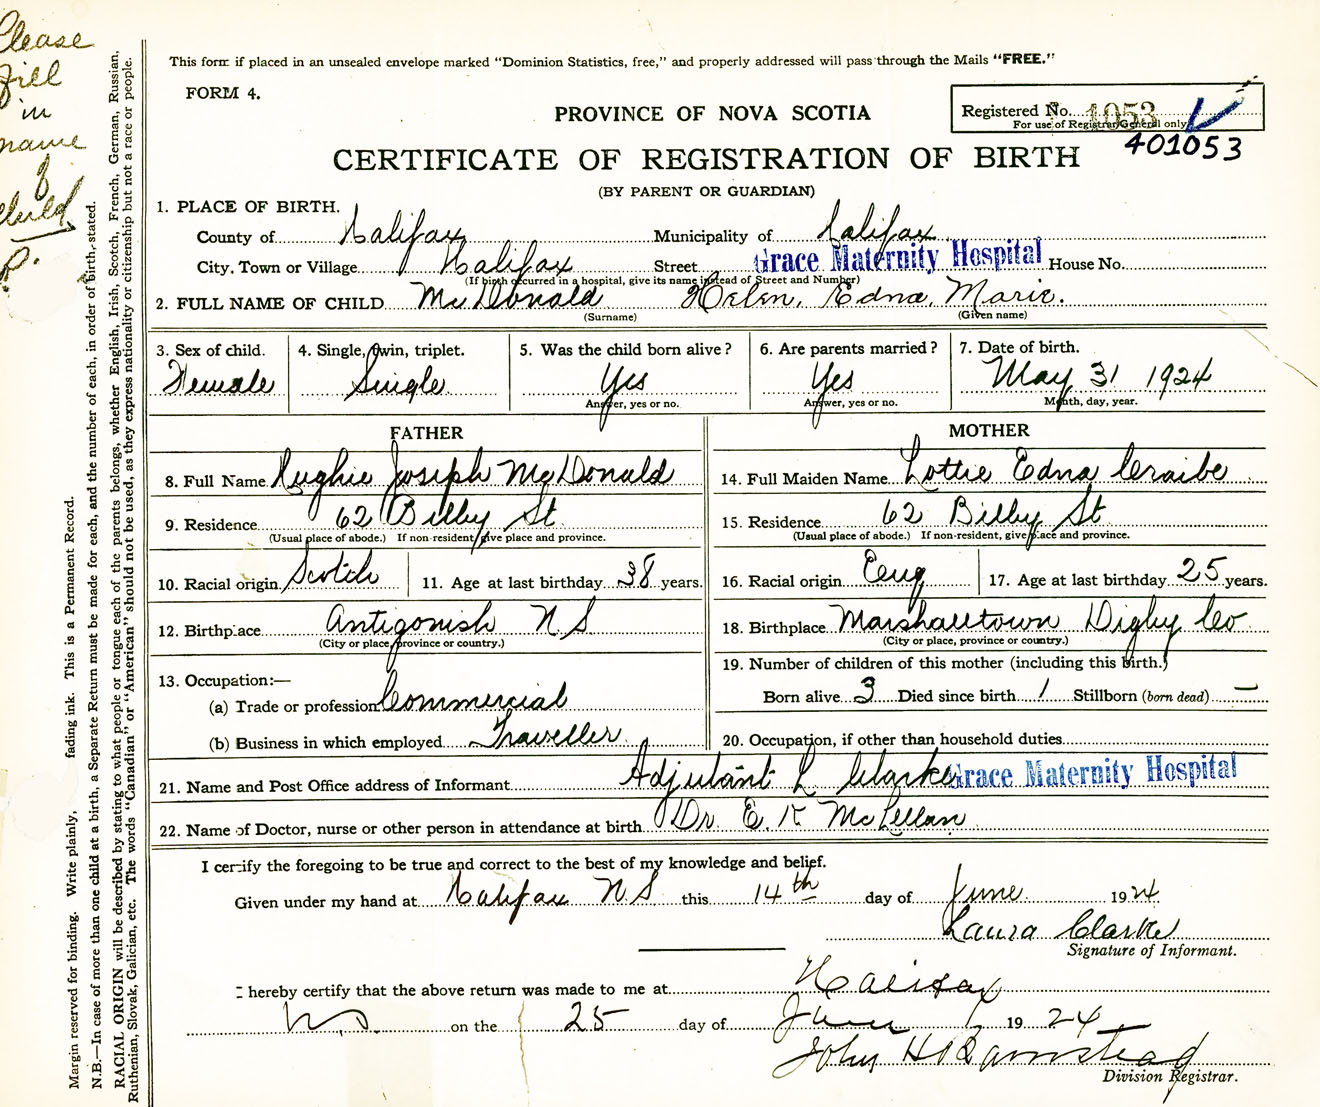 Please
fill
in
name
of
child
P.
Margin reserved for binding. Write plainly, fading ink. This is a Permanent Record.
N.B.—In case of more than one child at a birth, a Separate Return must be made for each, and the number of each, in order of birth, stated.
RACIAL ORIGIN will be described by stating to what people or tongue each of the parents belongs, whether English, Irish, Scotch, French, German, Russian,
Ruthenian, Slovak, Galician, etc. The words "Canadian" or "American" should not be used, as they express nationality or citizenship but not a race or people.
This form if placed in an unsealed envelope marked "Dominion Statistics, free," and properly addressed will pass through the Mails "FREE."
FORM 4.
PROVINCE OF NOVA SCOTIA
Registered No. 1053
For use of Registrar General only
401053
CERTIFICATE OF REGISTRATION OF BIRTH
(BY PARENT OR GUARDIAN)
1. PLACE OF BIRTH.
County of Halifax Municipality of Halifax
City, Town or Village Halifax Street Grace Maternity Hospital House No.
(If birth occurred in a hospital, give its name instead of Street and Number)
2. FULL NAME OF CHILD McDonald Helen, Edna, Marie.
(Surname) (Given name)
3. Sex of child. 4. Single, twin, triplet. 5. Was the child born alive? 6. Are parents married? 7. Date of birth.
Female Single Yes Yes May 31 1924
Answer, yes or no. Answer, yes or no. Month, day, year.
FATHER MOTHER
8. Full Name Hughie Joseph McDonald 14. Full Maiden Name Lottie Edna Craibe
9. Residence 62 Bilby St 15. Residence 62 Bilby St
(Usual place of abode.) If non-resident, give place and province. (Usual place of abode.) If non-resident, give place and province.
10. Racial origin Scotch 11. Age at last birthday 38 years. 16. Racial origin Eng 17. Age at last birthday 25 years.
12. Birthplace Antigonish N S 18. Birthplace Marshalltown Digby Co
(City or place, province or country.) (City or place, province or country.)
13. Occupation:— 19. Number of children of this mother (including this birth.)
(a) Trade or profession Commercial Born alive 3 Died since birth 1 Stillborn (born dead) —
(b) Business in which employed Traveller 20. Occupation, if other than household duties
21. Name and Post Office address of Informant Adjutant L Clarke Grace Maternity Hospital
22. Name of Doctor, nurse or other person in attendance at birth Dr E. K McLellan
I certify the foregoing to be true and correct to the best of my knowledge and belief.
Given under my hand at Halifax N.S this 14th day of June 1924
Laura Clarke
Signature of Informant.
I hereby certify that the above return was made to me at Halifax
N.S. on the 25 day of June 1924
John H Barnstead
Division Registrar.